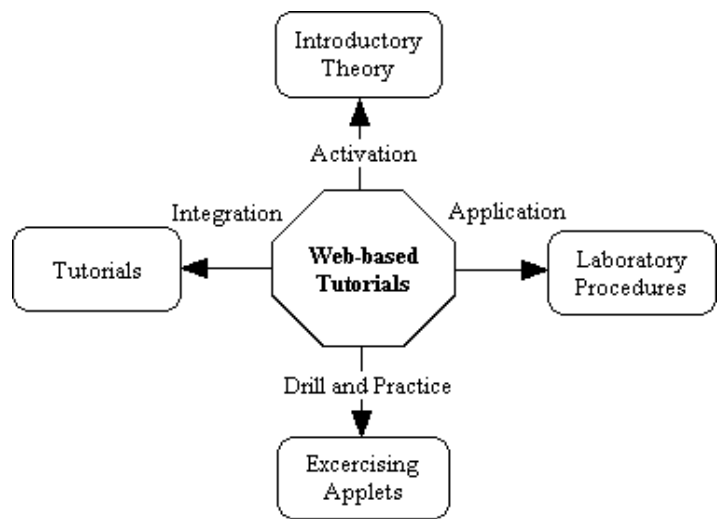 Introductory
Theory
Activation
Integration
Application
Tutorials
Web-based
Tutorials
Laboratory
Procedures
Drill and Practice
Excercising
Applets